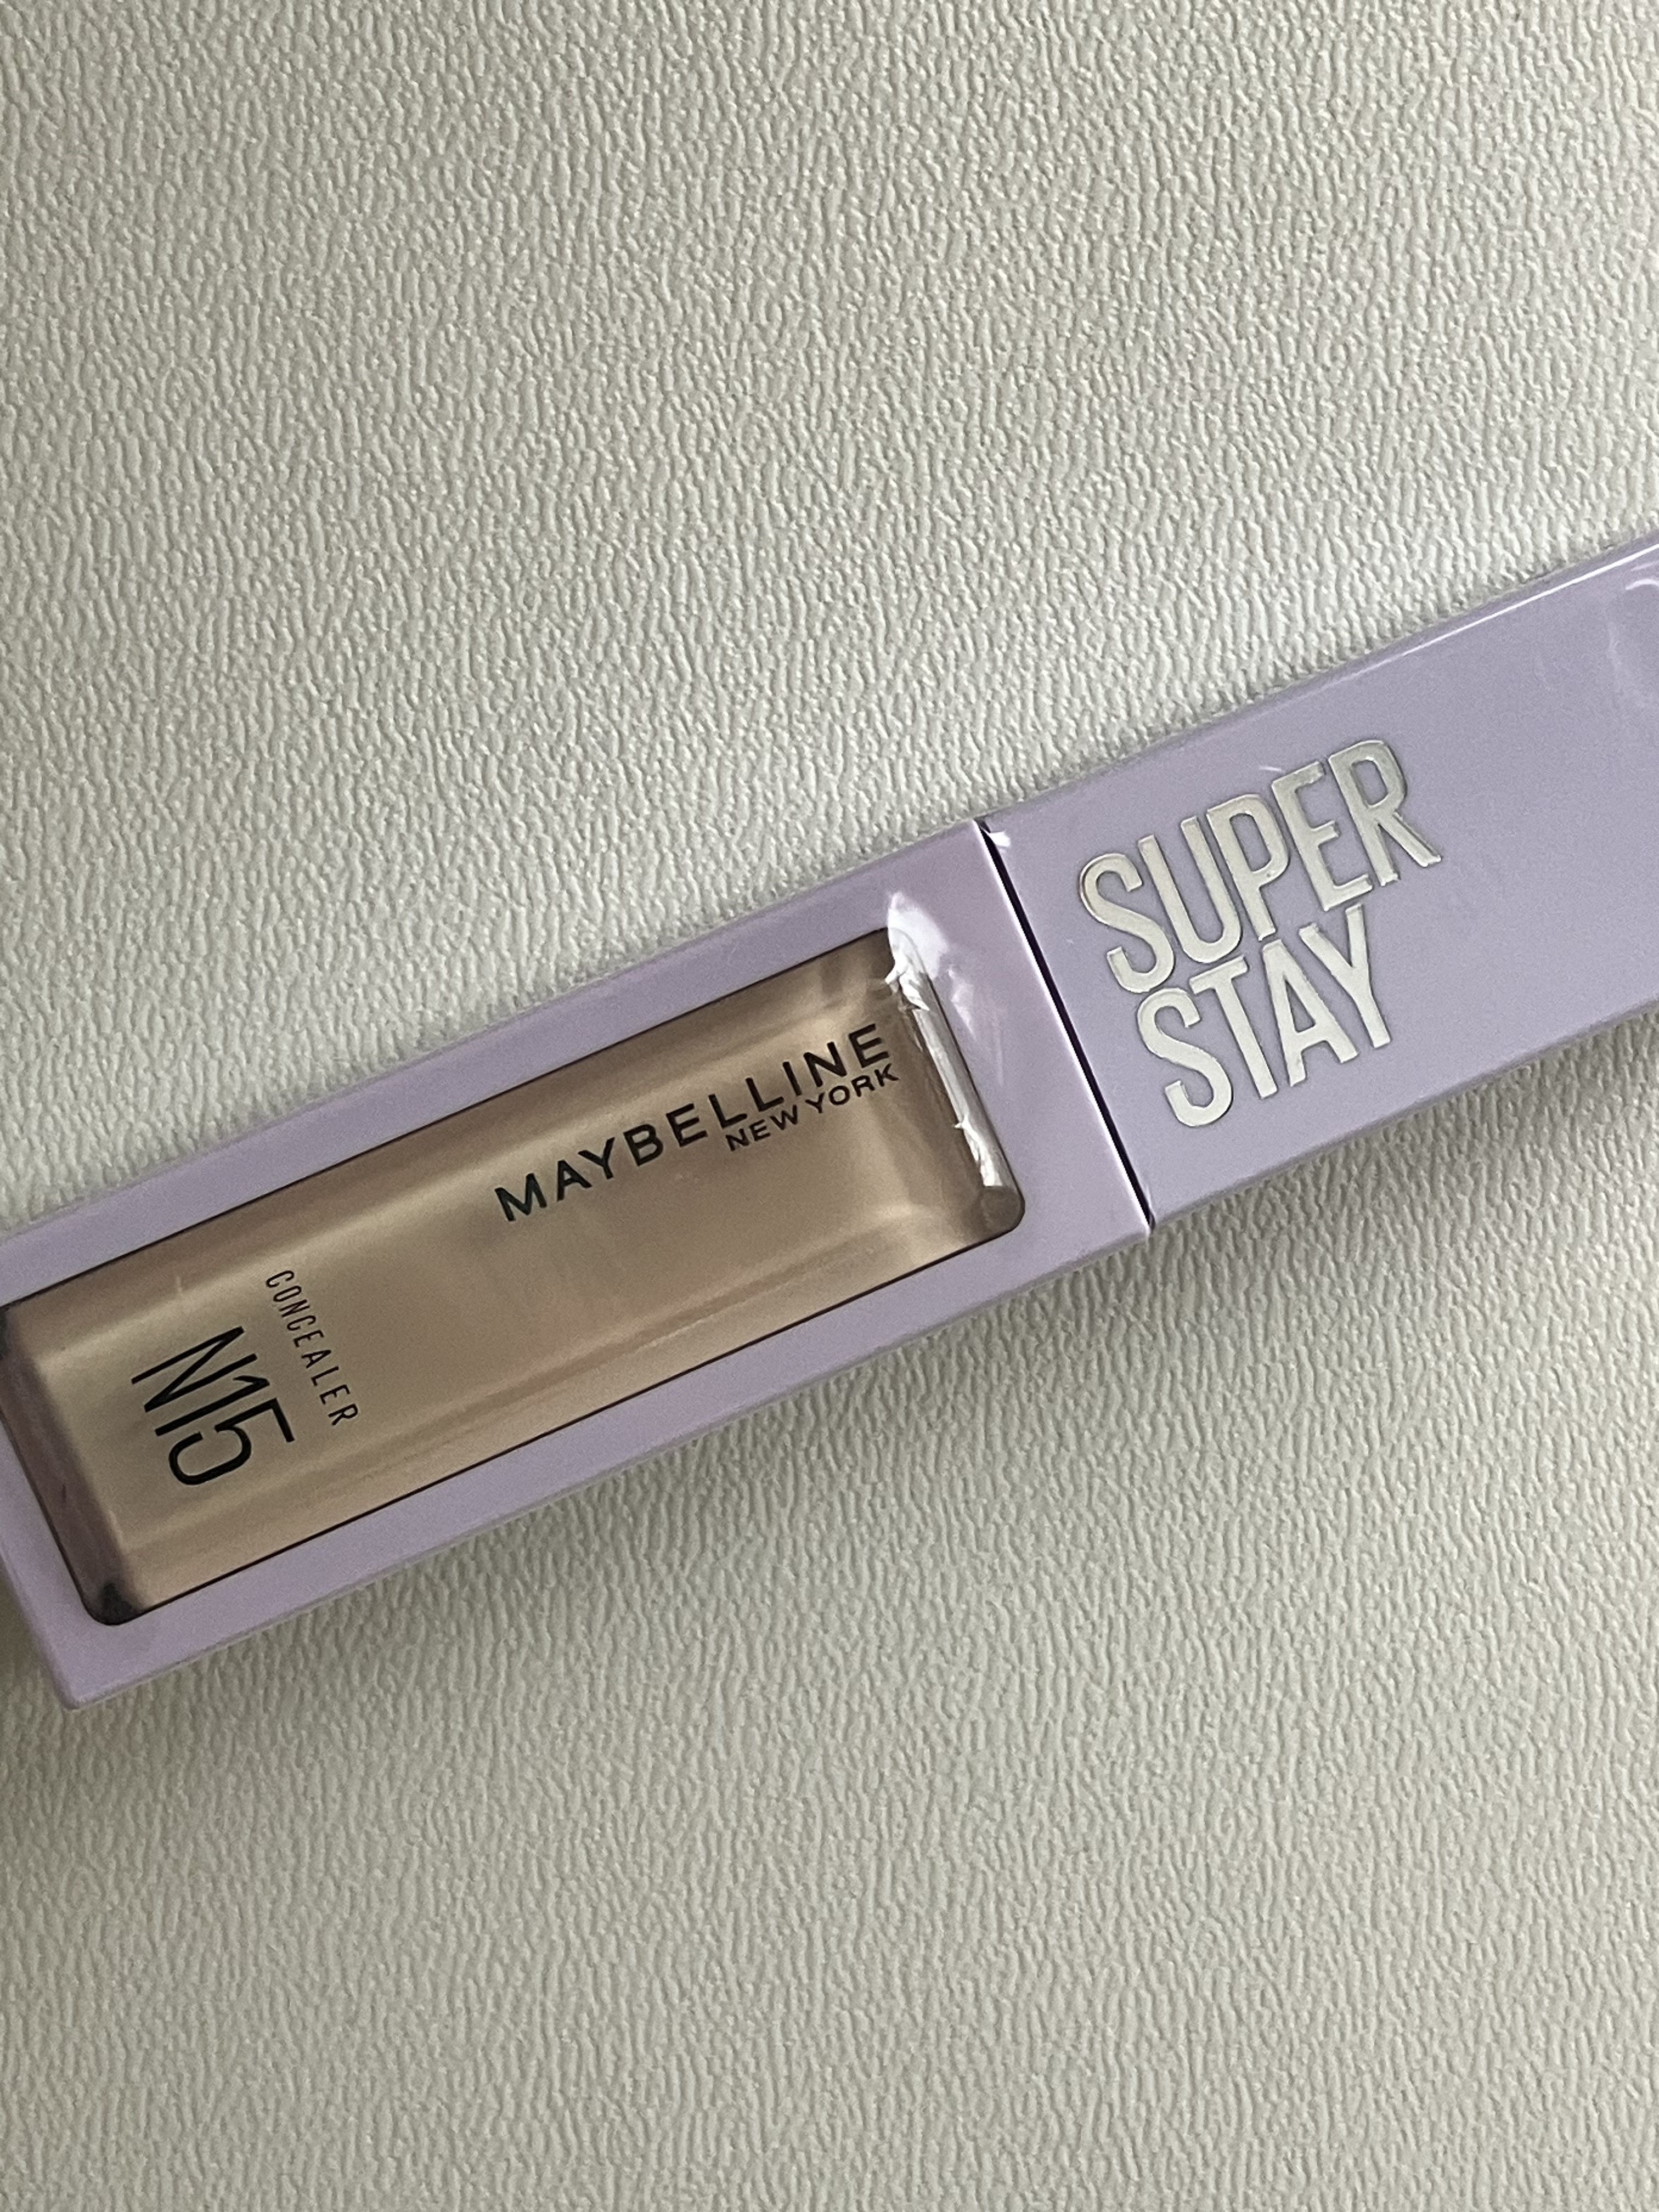 SUPER
STAY
MAYBELLINE
NEW YORK
CONCEALER
N15